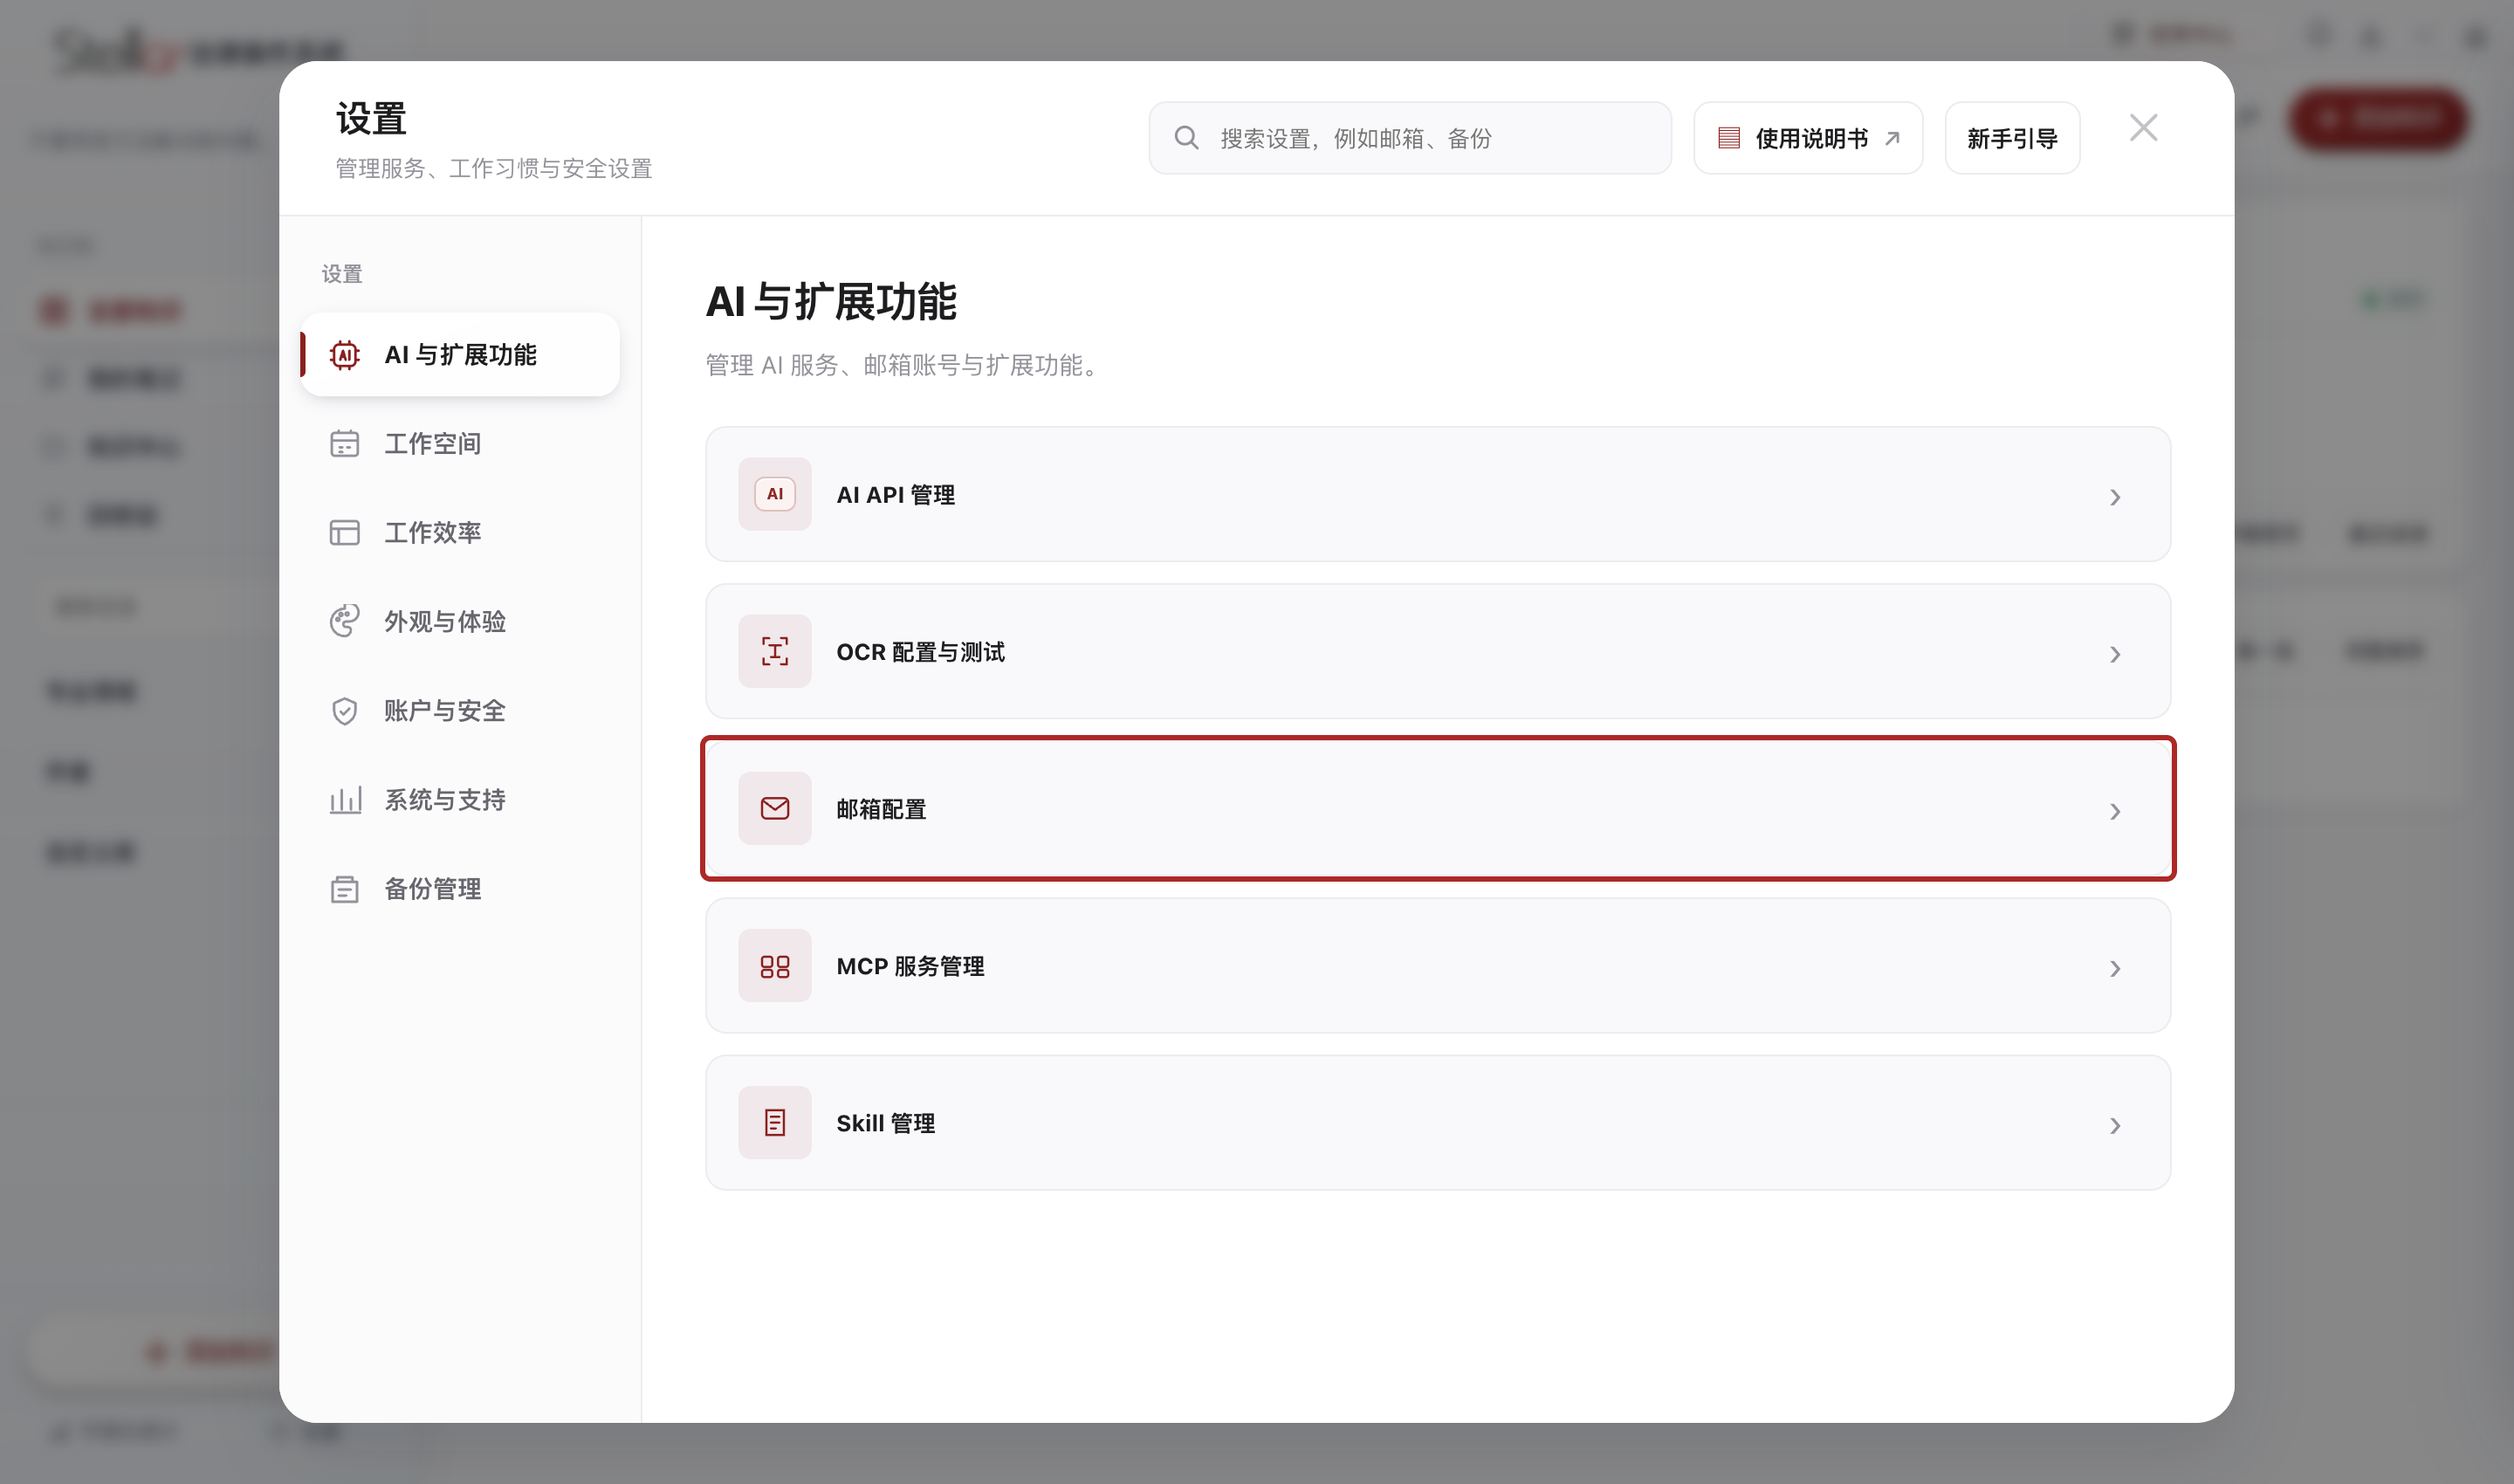 设置
管理服务、工作习惯与安全设置
搜索设置，例如邮箱、备份
使用说明书
新手引导
设置
AI 与扩展功能
工作空间
工作效率
外观与体验
账户与安全
系统与支持
备份管理
AI 与扩展功能
管理 AI 服务、邮箱账号与扩展功能。
AI
AI API 管理
OCR 配置与测试
邮箱配置
MCP 服务管理
Skill 管理